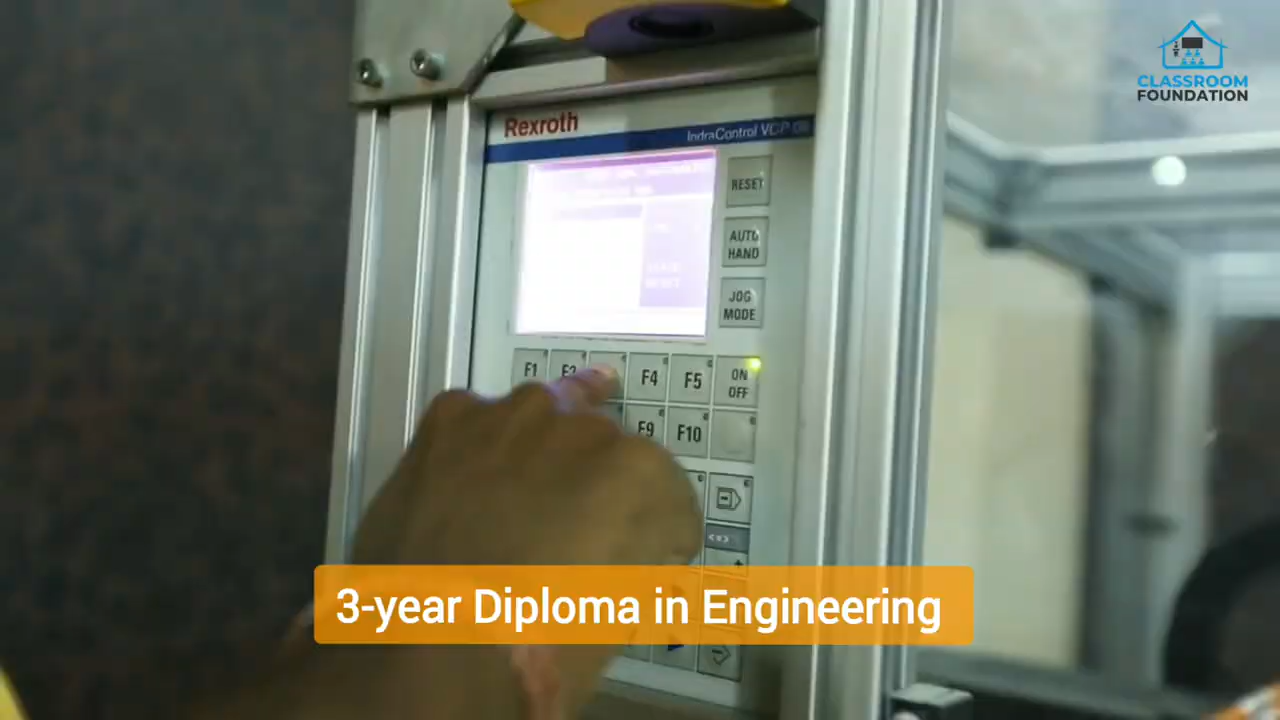 CLASSROOM
FOUNDATION
Rexroth
IndraControl VCP 08
RESET
AUTO
HAND
JOG
MODE
F1
F4
F5
ON
OFF
F9
F10
3-year Diploma in Engineering